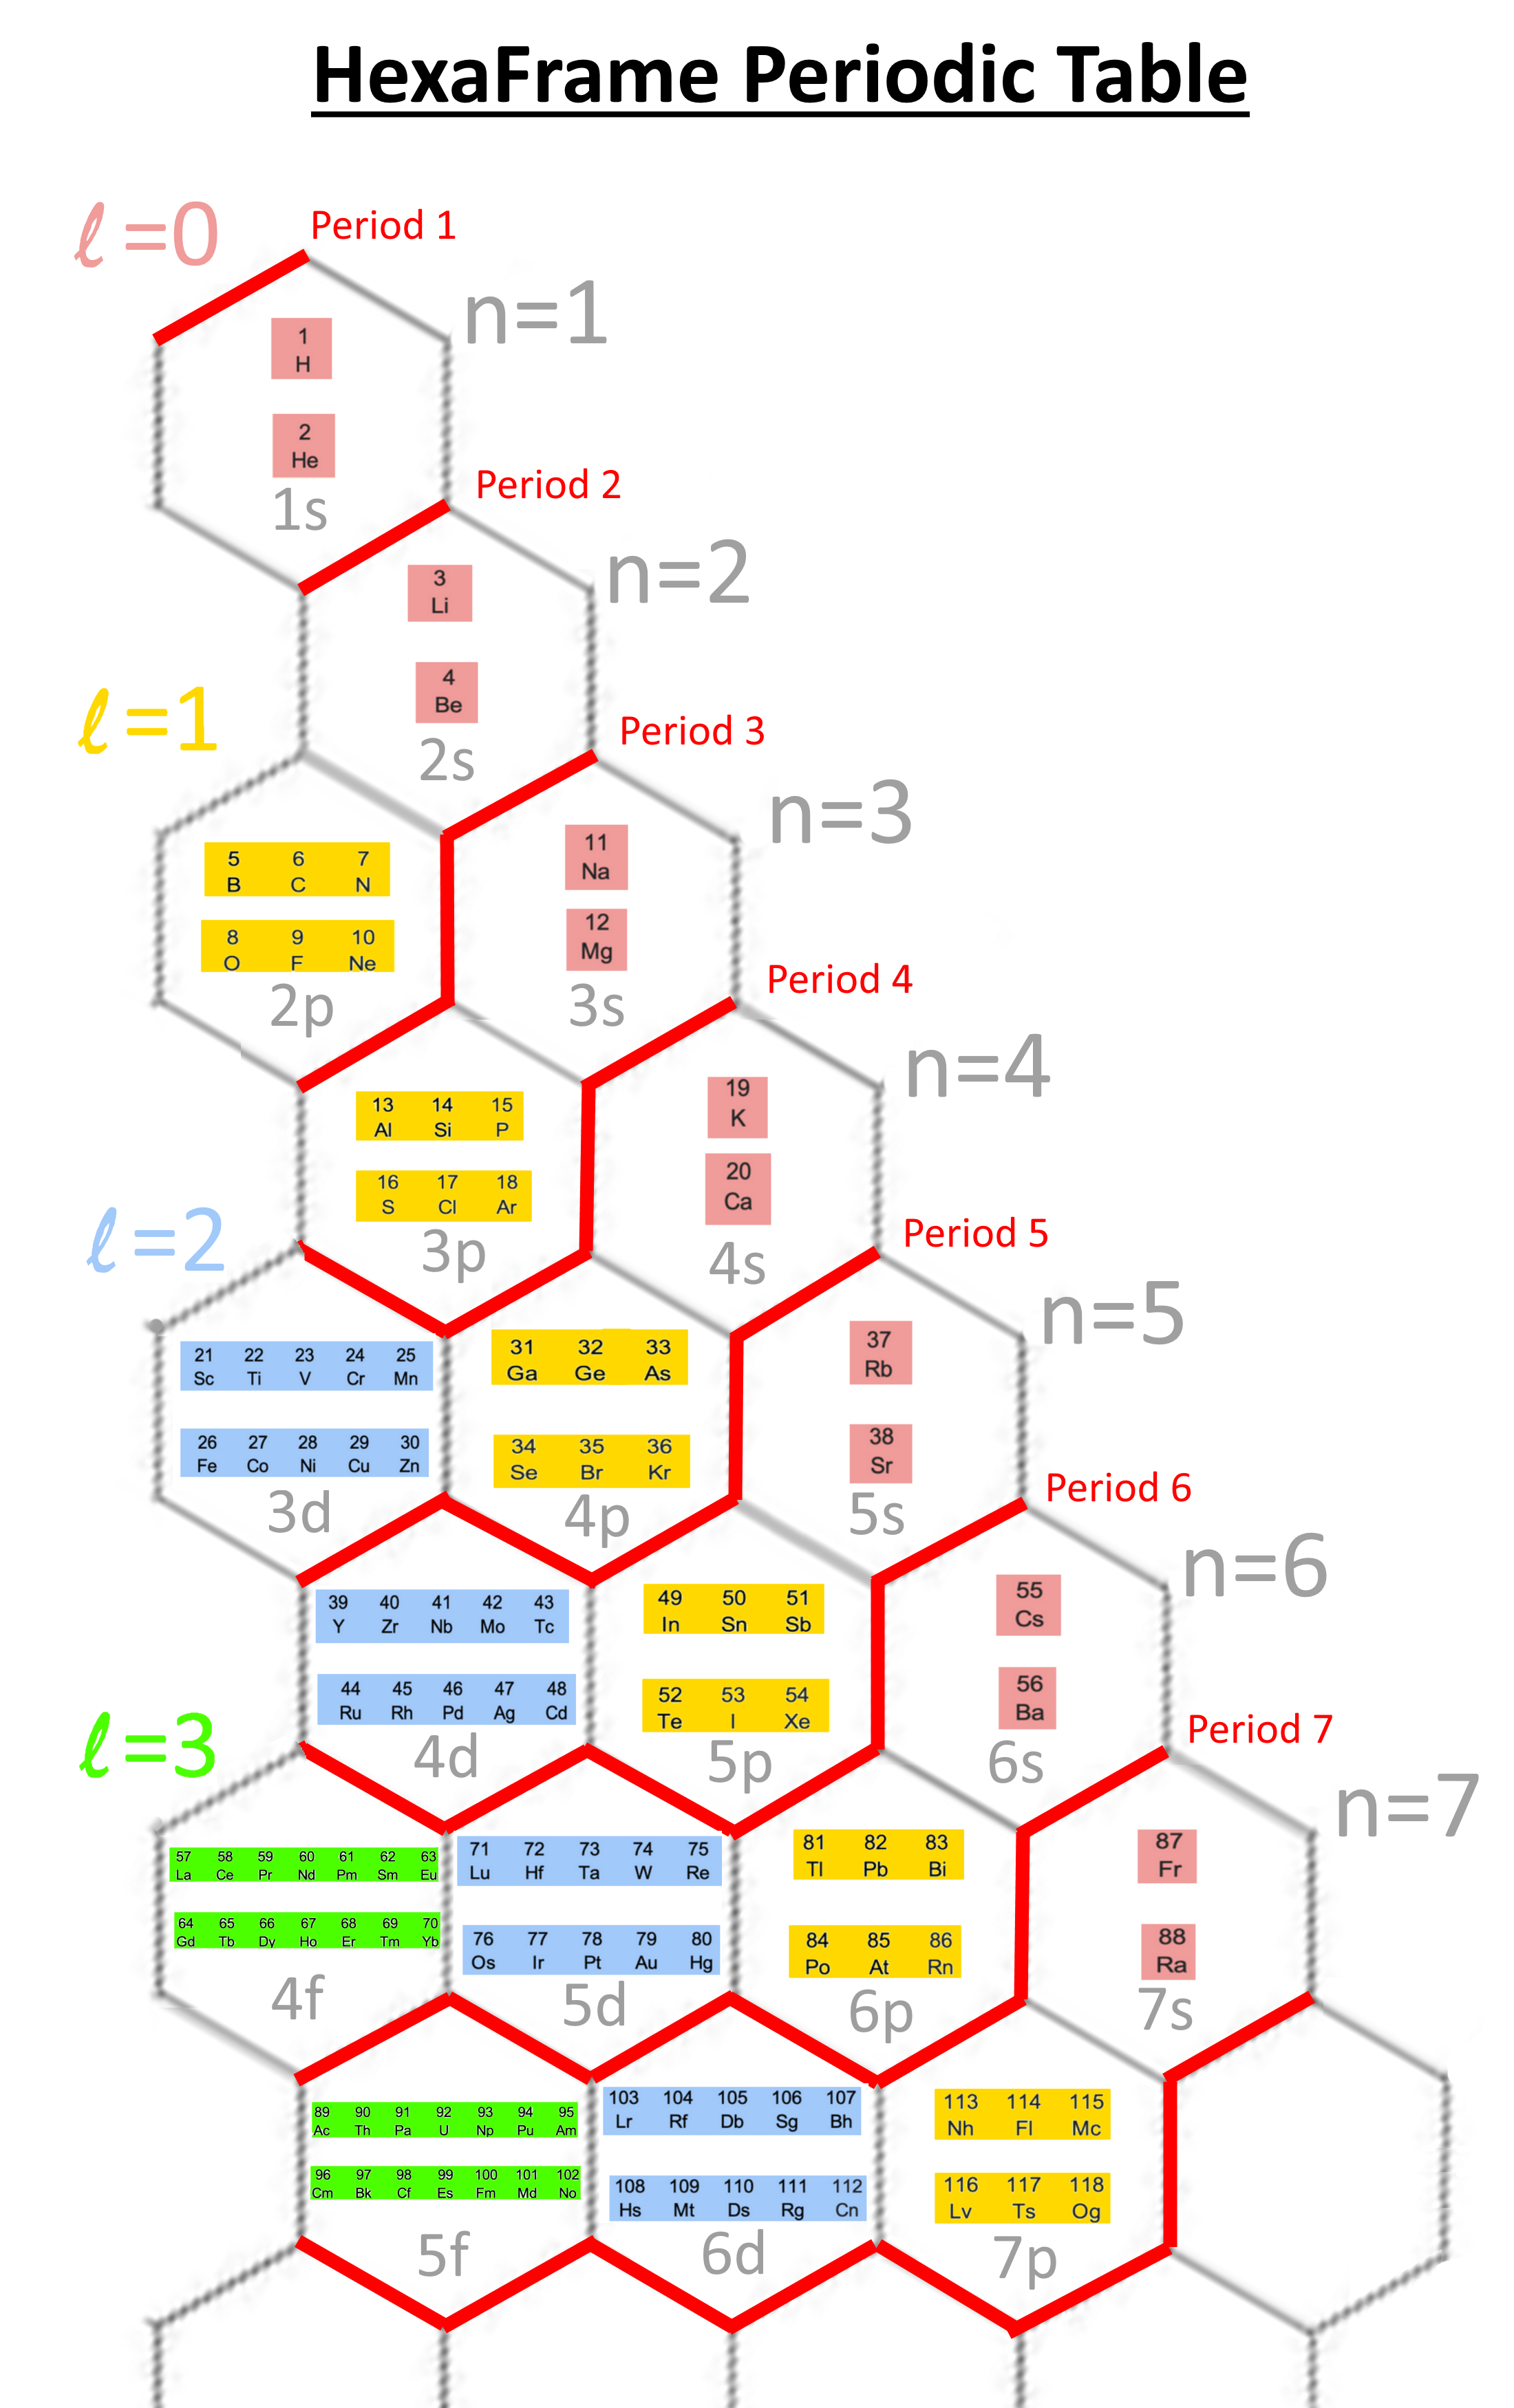 HexaFrame Periodic Table
ℓ=0
Period 1
n=1
1
H
2
He
1s
Period 2
n=2
3
Li
4
Be
2s
ℓ=1
Period 3
n=3
5 6 7
B C N
8 9 10
O F Ne
2p
11
Na
12
Mg
3s
Period 4
n=4
13 14 15
Al Si P
16 17 18
S Cl Ar
3p
19
K
20
Ca
4s
ℓ=2
Period 5
n=5
21 22 23 24 25
Sc Ti V Cr Mn
26 27 28 29 30
Fe Co Ni Cu Zn
3d
31 32 33
Ga Ge As
34 35 36
Se Br Kr
4p
37
Rb
38
Sr
5s
Period 6
n=6
39 40 41 42 43
Y Zr Nb Mo Tc
44 45 46 47 48
Ru Rh Pd Ag Cd
4d
49 50 51
In Sn Sb
52 53 54
Te I Xe
5p
55
Cs
56
Ba
6s
ℓ=3
Period 7
n=7
57 58 59 60 61 62 63
La Ce Pr Nd Pm Sm Eu
64 65 66 67 68 69 70
Gd Tb Dy Ho Er Tm Yb
4f
71 72 73 74 75
Lu Hf Ta W Re
76 77 78 79 80
Os Ir Pt Au Hg
5d
81 82 83
Tl Pb Bi
84 85 86
Po At Rn
6p
87
Fr
88
Ra
7s
89 90 91 92 93 94 95
Ac Th Pa U Np Pu Am
96 97 98 99 100 101 102
Cm Bk Cf Es Fm Md No
5f
103 104 105 106 107
Lr Rf Db Sg Bh
108 109 110 111 112
Hs Mt Ds Rg Cn
6d
113 114 115
Nh Fl Mc
116 117 118
Lv Ts Og
7p